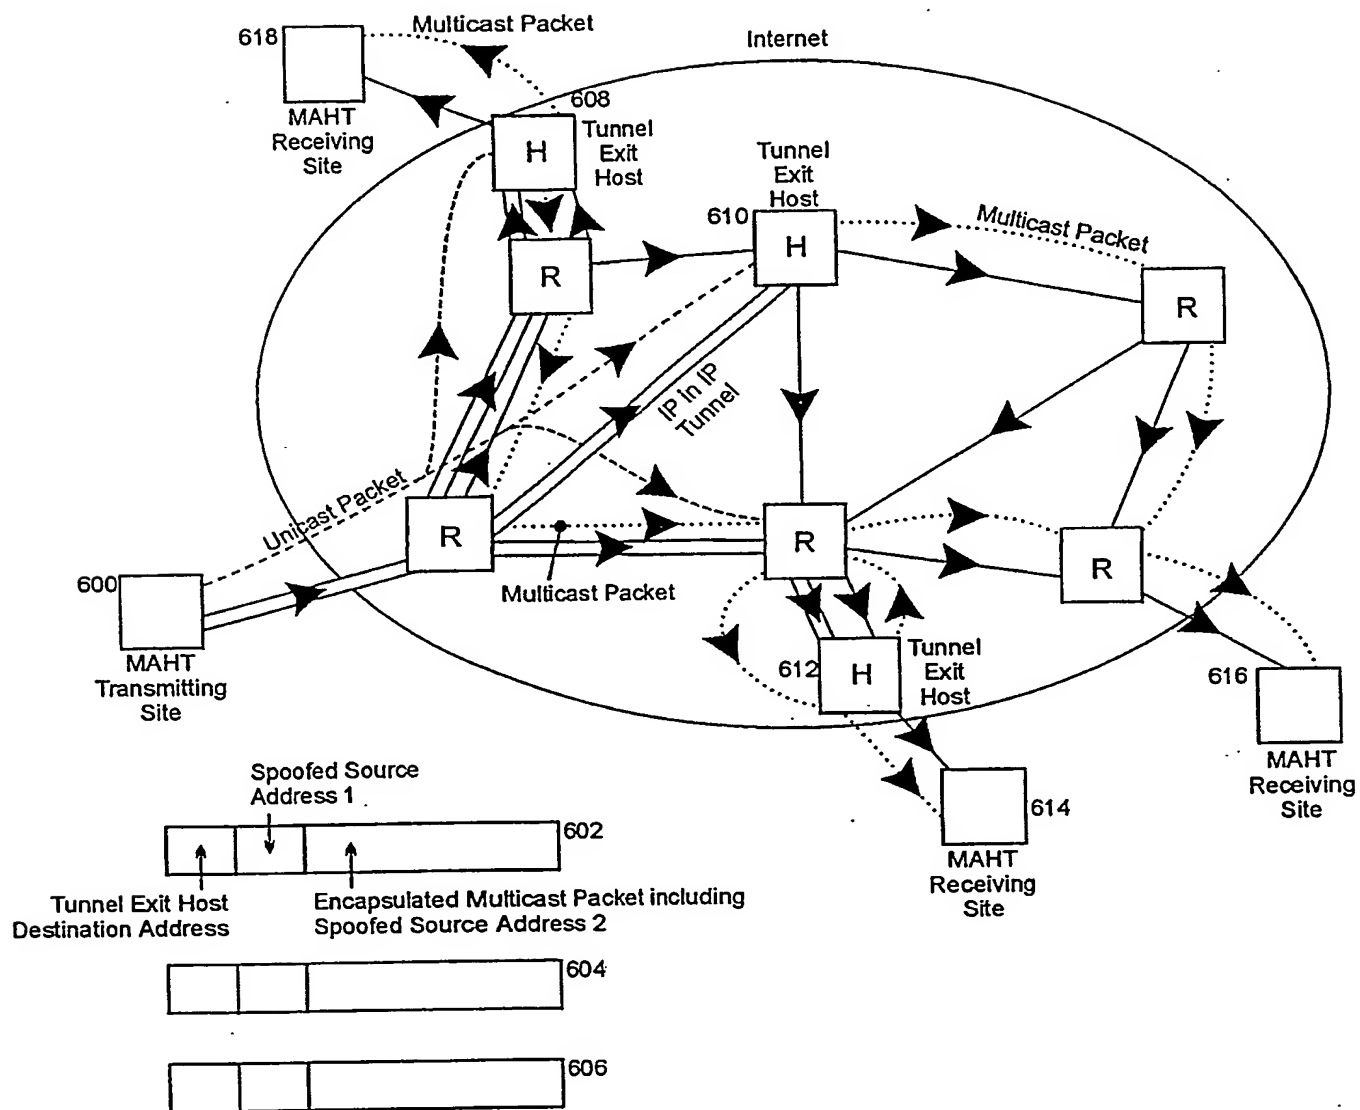 Multicast Packet
618
Internet
608
MAHT
Receiving
Site
H
Tunnel
Exit
Host
Tunnel
Exit
Host
610
H
Multicast Packet
R
R
IP in IP
Tunnel
Unicast Packet
R
R
R
600
Multicast Packet
MAHT
Transmitting
Site
612
H
Tunnel
Exit
Host
616
MAHT
Receiving
Site
614
MAHT
Receiving
Site
Spoofed Source
Address 1
602
Tunnel Exit Host
Destination Address
Encapsulated Multicast Packet including
Spoofed Source Address 2
604
606